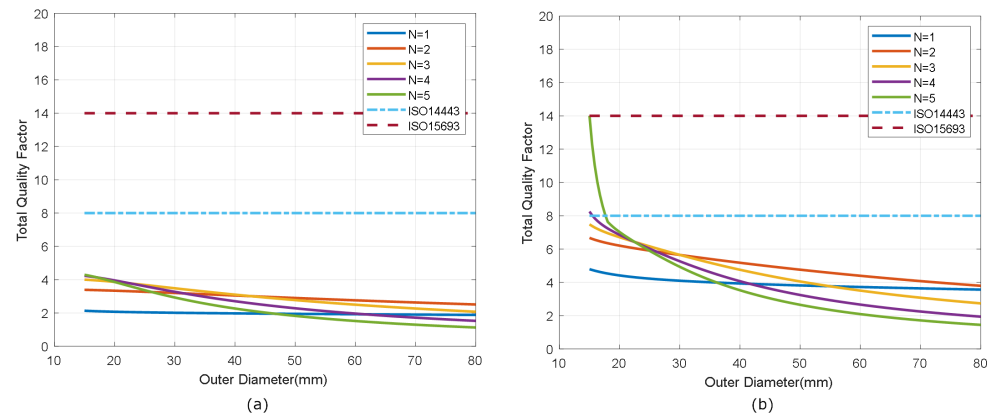 20
18
16
14
12
10
8
6
4
2
0
Total Quality Factor
N=1
N=2
N=3
N=4
N=5
ISO14443
ISO15693
10 20 30 40 50 60 70 80
Outer Diameter(mm)
(a)
20
18
16
14
12
10
8
6
4
2
0
Total Quality Factor
N=1
N=2
N=3
N=4
N=5
ISO14443
ISO15693
10 20 30 40 50 60 70 80
Outer Diameter(mm)
(b)